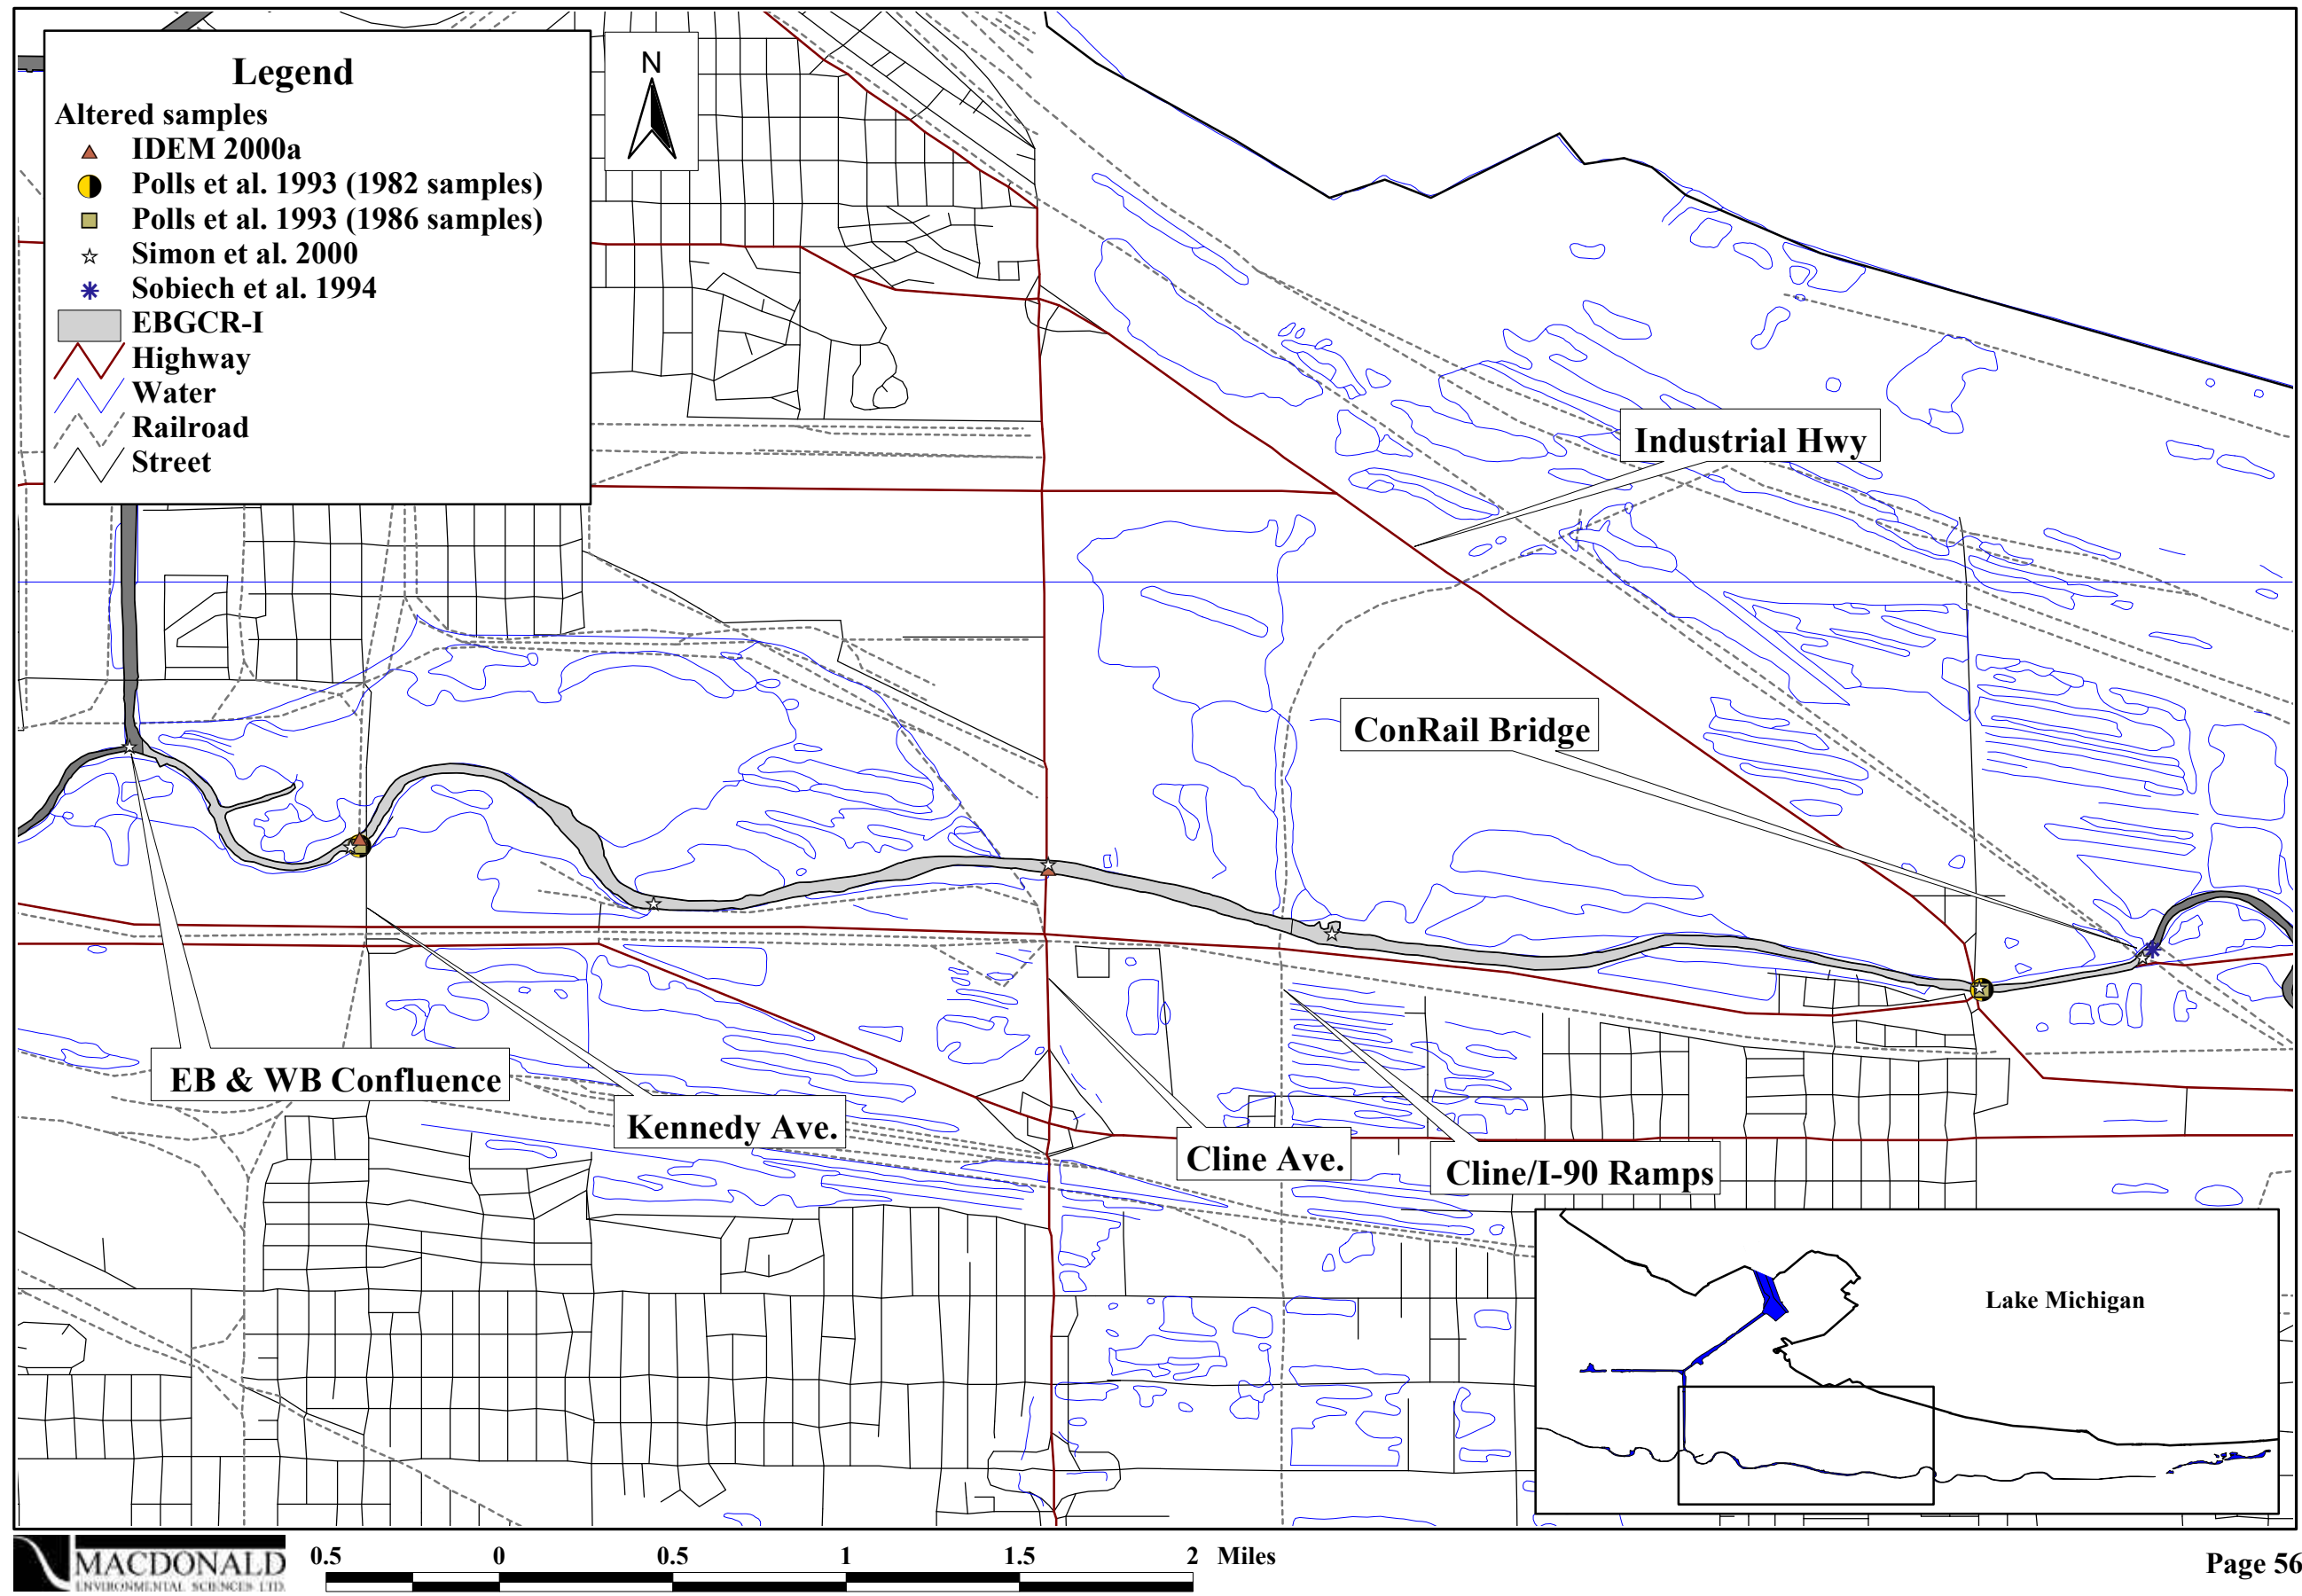 Legend
Altered samples
IDEM 2000a
Polls et al. 1993 (1982 samples)
Polls et al. 1993 (1986 samples)
Simon et al. 2000
Sobiech et al. 1994
EBGCR-I
Highway
Water
Railroad
Street
N
Industrial Hwy
ConRail Bridge
EB & WB Confluence
Kennedy Ave.
Cline Ave.
Cline/I-90 Ramps
Lake Michigan
MACDONALD
ENVIRONMENTAL SCIENCES LTD.
0.5 0 0.5 1 1.5 2 Miles
Page 56